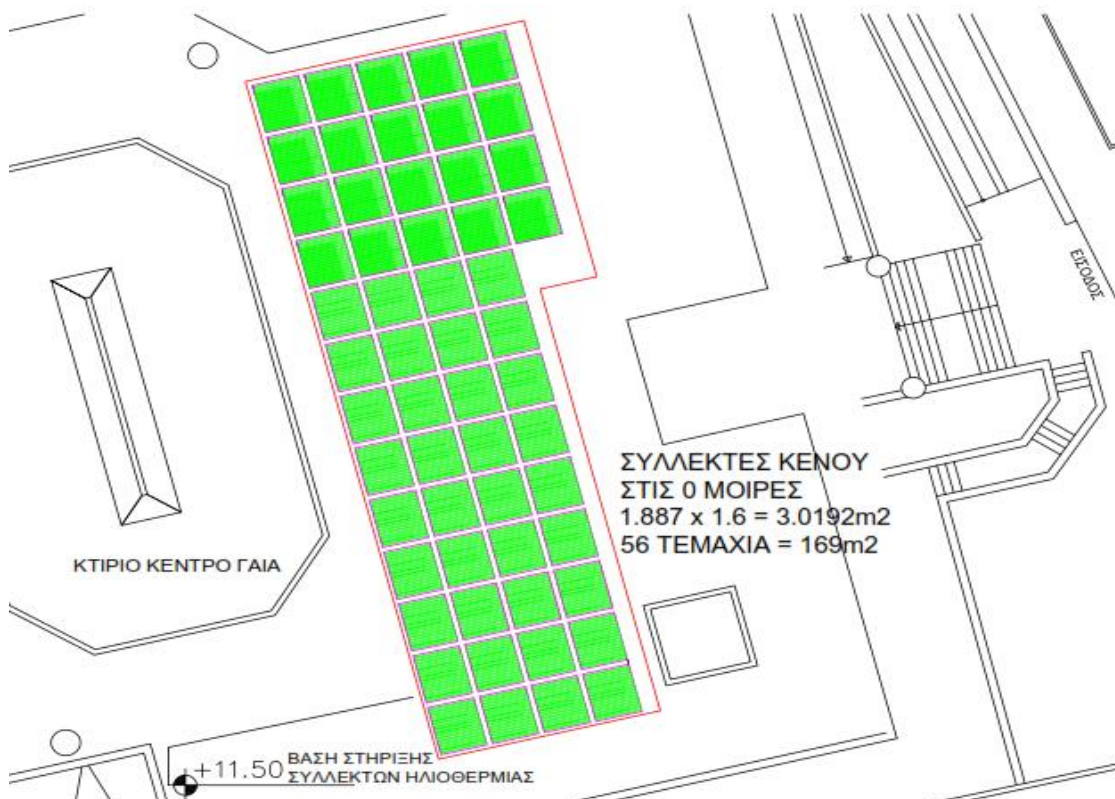 ΕΙΣΟΔΟΣ
ΣΥΛΛΕΚΤΕΣ ΚΕΝΟΥ
ΣΤΙΣ 0 ΜΟΙΡΕΣ
1.887 x 1.6 = 3.0192m2
56 ΤΕΜΑΧΙΑ = 169m2
ΚΤΙΡΙΟ ΚΕΝΤΡΟ ΓΑΙΑ
+11.50
ΒΑΣΗ ΣΤΗΡΙΞΗΣ
ΣΥΛΛΕΚΤΩΝ ΗΛΙΟΘΕΡΜΙΑΣ